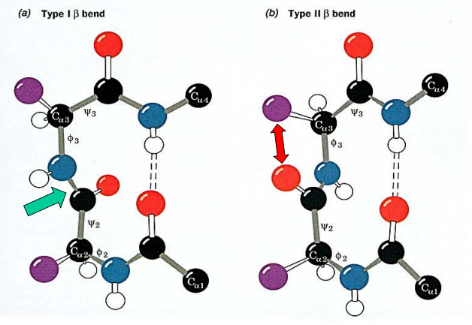 (a) Type I β bend
Cα3
ψ3
Cα4
ϕ3
ψ2
Cα2
ϕ2
Cα1
(b) Type II β bend
Cα3
ψ3
Cα4
ϕ3
ψ2
Cα2
ϕ2
Cα1